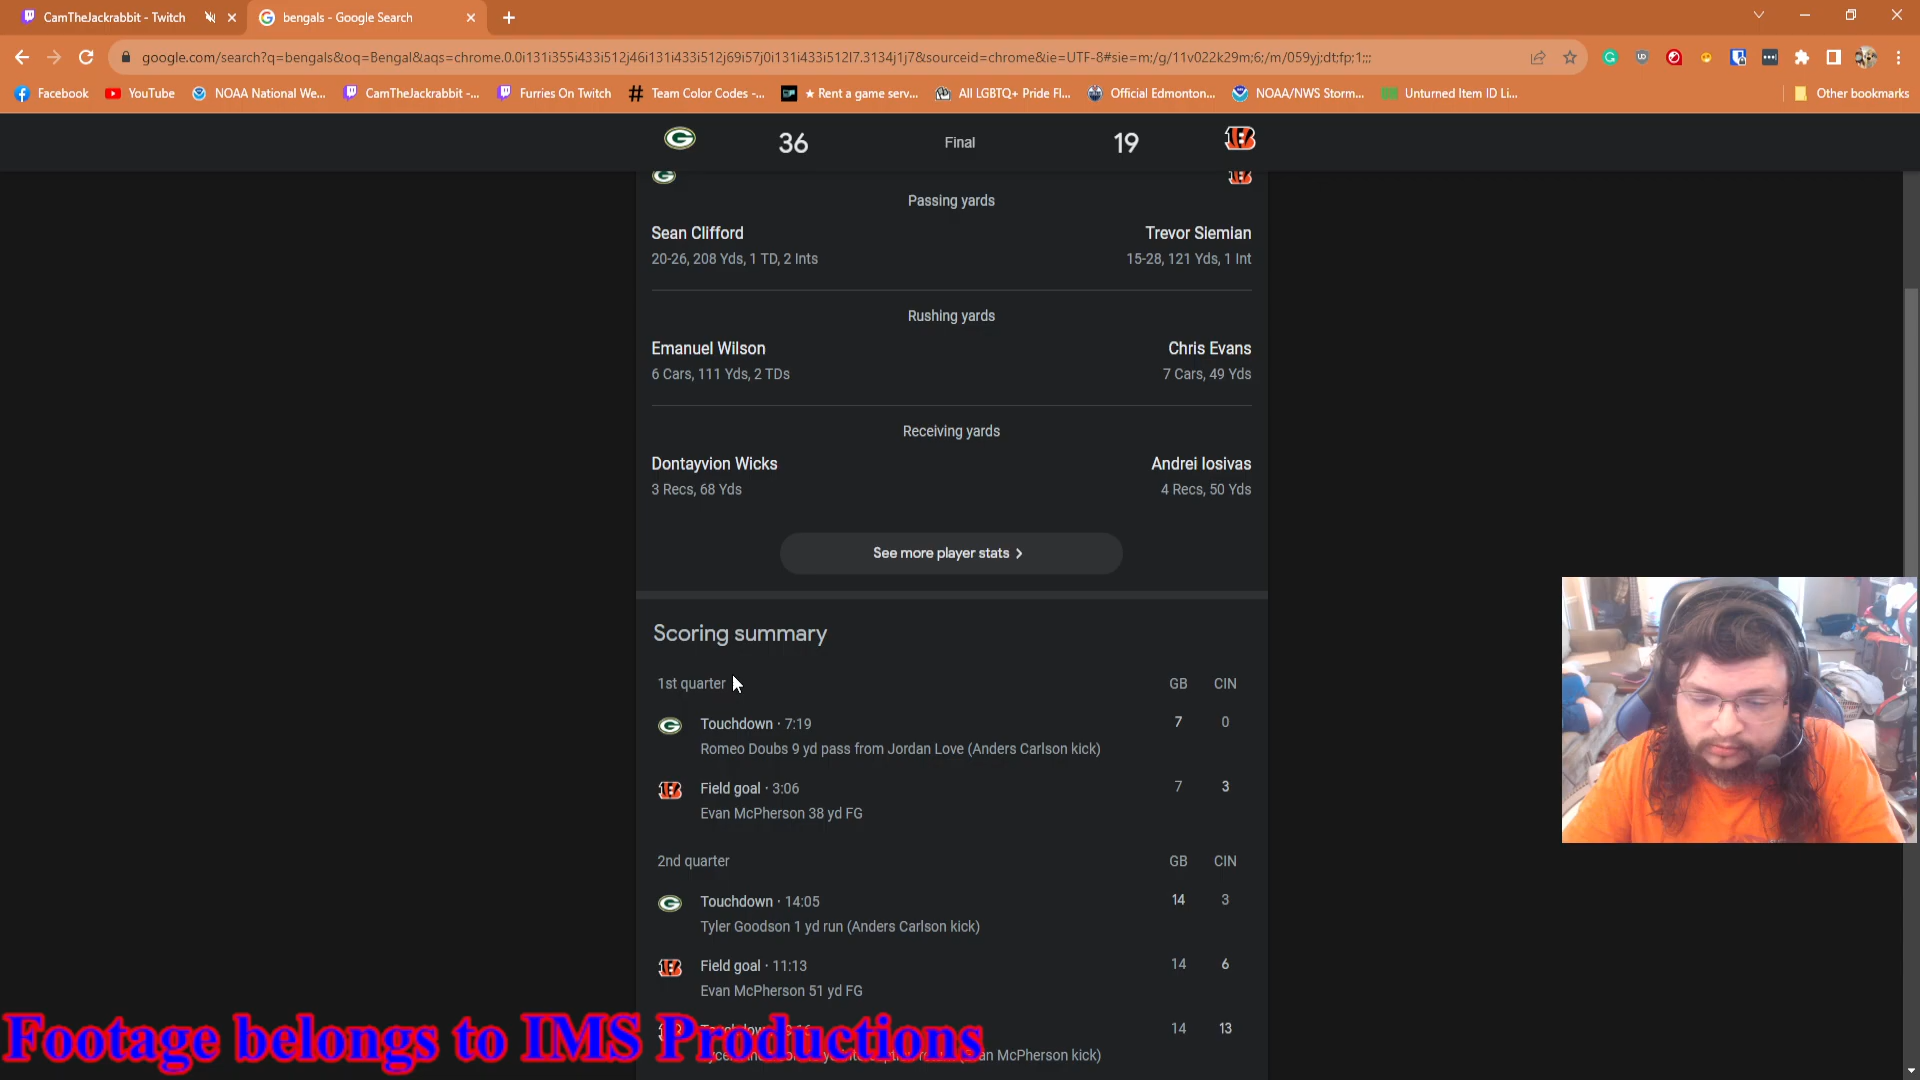 CamTheJackrabbit - Twitch
bengals - Google Search
google.com/search?q=bengals&oq=Bengal&aqs=chrome.0.0i131i355i433i512j46i131i433i512j69i57j0i131i433i512l7.3134j1j7&sourceid=chrome&ie=UTF-8#sie=m;/g/11v022k29m;6;/m/059yj;dt;fp;1;;;
Facebook YouTube NOAA National We... CamTheJackrabbit -... Furries On Twitch Team Color Codes -... ★ Rent a game serv... All LGBTQ+ Pride Fl... Official Edmonton... NOAA/NWS Storm... Unturned Item ID Li... Other bookmarks
36 Final 19
Passing yards
Sean Clifford Trevor Siemian
20-26, 208 Yds, 1 TD, 2 Ints 15-28, 121 Yds, 1 Int
Rushing yards
Emanuel Wilson Chris Evans
6 Cars, 111 Yds, 2 TDs 7 Cars, 49 Yds
Receiving yards
Dontayvion Wicks Andrei Iosivas
3 Recs, 68 Yds 4 Recs, 50 Yds
See more player stats
Scoring summary
1st quarter GB CIN
Touchdown · 7:19 7 0
Romeo Doubs 9 yd pass from Jordan Love (Anders Carlson kick)
Field goal · 3:06 7 3
Evan McPherson 38 yd FG
2nd quarter GB CIN
Touchdown · 14:05 14 3
Tyler Goodson 1 yd run (Anders Carlson kick)
Field goal · 11:13 14 6
Evan McPherson 51 yd FG
14 13
McPherson kick)
Footage belongs to IMS Productions